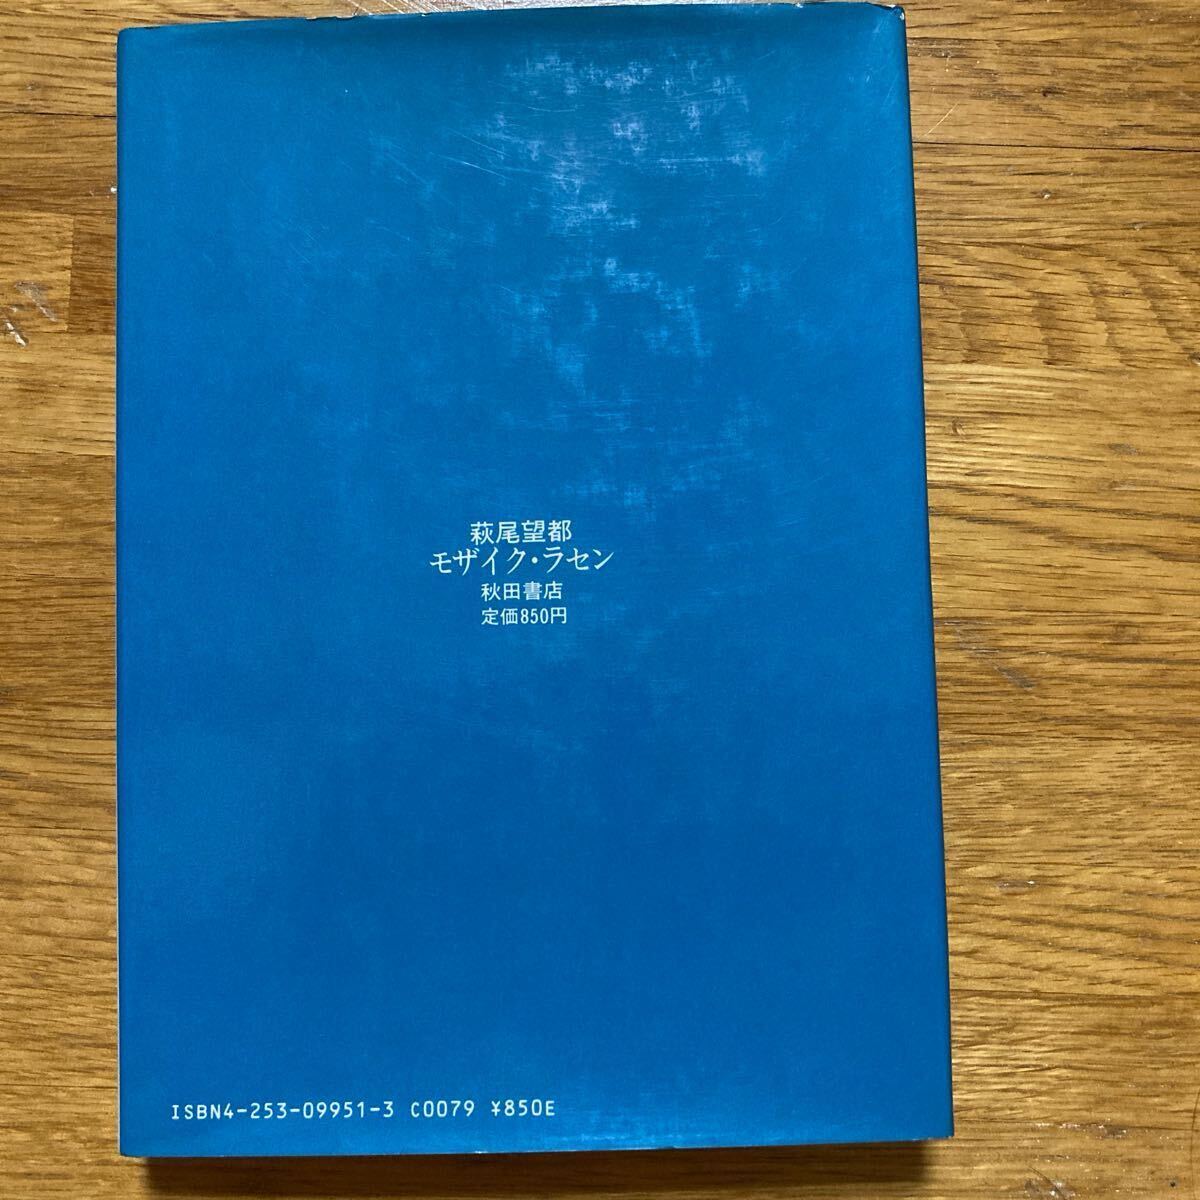 萩尾望都
モザイク・ラセン
秋田書店
定価850円
ISBN4-253-09951-3 C0079 ¥850E